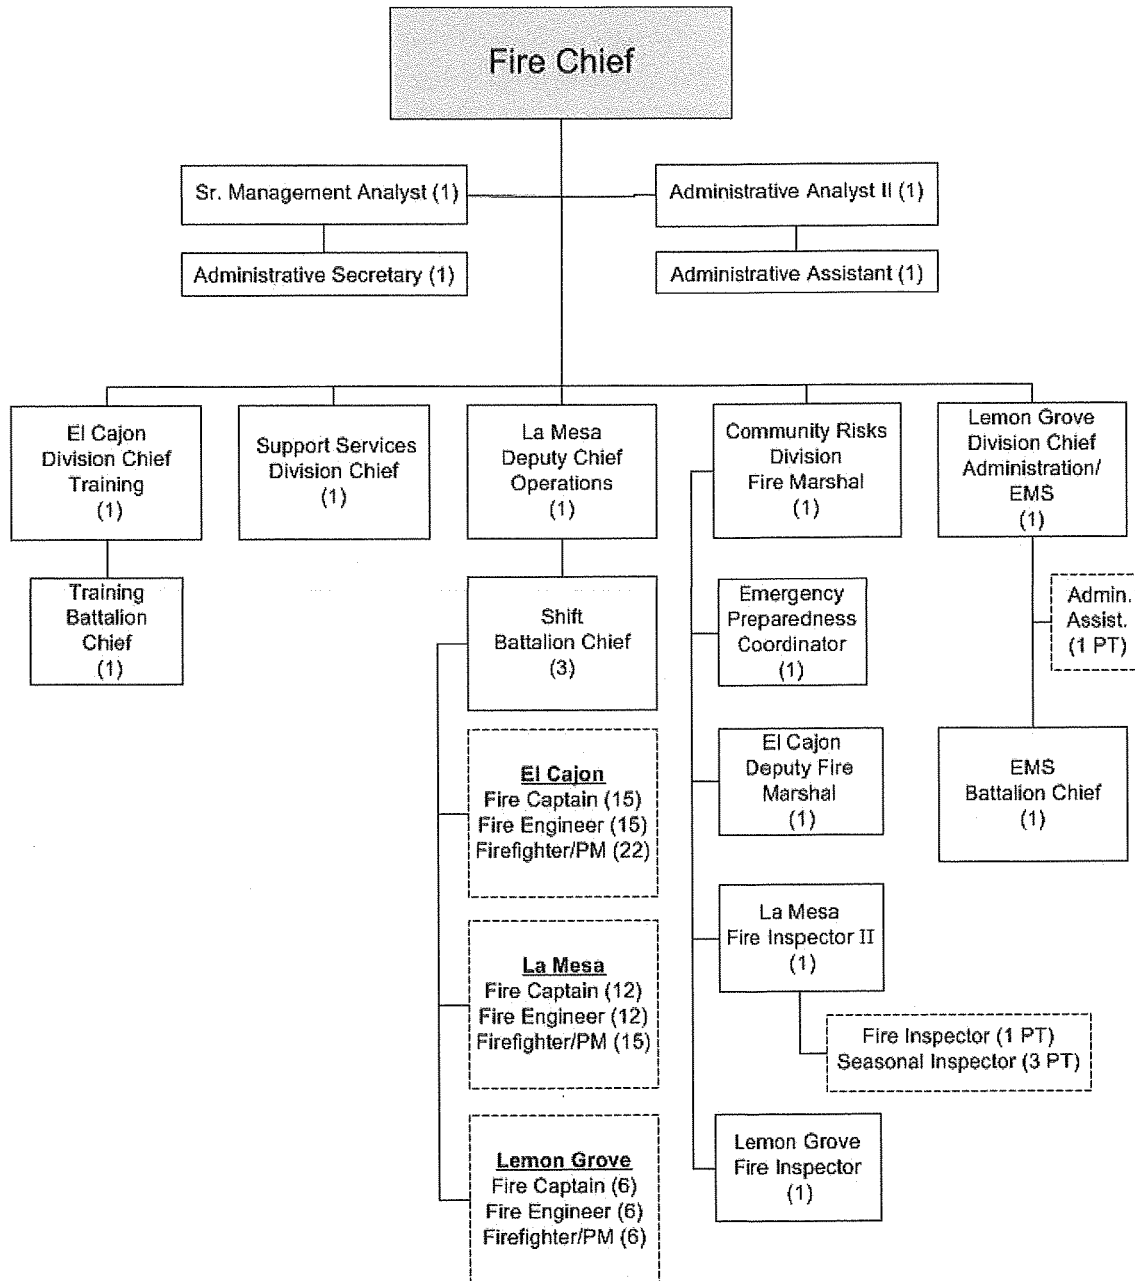 Fire Chief
Sr. Management Analyst (1)
Administrative Analyst II (1)
Administrative Secretary (1)
Administrative Assistant (1)
El Cajon
Division Chief
Training
(1)
Support Services
Division Chief
(1)
La Mesa
Deputy Chief
Operations
(1)
Community Risks
Division
Fire Marshal
(1)
Lemon Grove
Division Chief
Administration/
EMS
(1)
Training
Battalion
Chief
(1)
Shift
Battalion Chief
(3)
Emergency
Preparedness
Coordinator
(1)
Admin.
Assist.
(1 PT)
El Cajon
Fire Captain (15)
Fire Engineer (15)
Firefighter/PM (22)
El Cajon
Deputy Fire
Marshal
(1)
EMS
Battalion Chief
(1)
La Mesa
Fire Captain (12)
Fire Engineer (12)
Firefighter/PM (15)
La Mesa
Fire Inspector II
(1)
Fire Inspector (1 PT)
Seasonal Inspector (3 PT)
Lemon Grove
Fire Captain (6)
Fire Engineer (6)
Firefighter/PM (6)
Lemon Grove
Fire Inspector
(1)